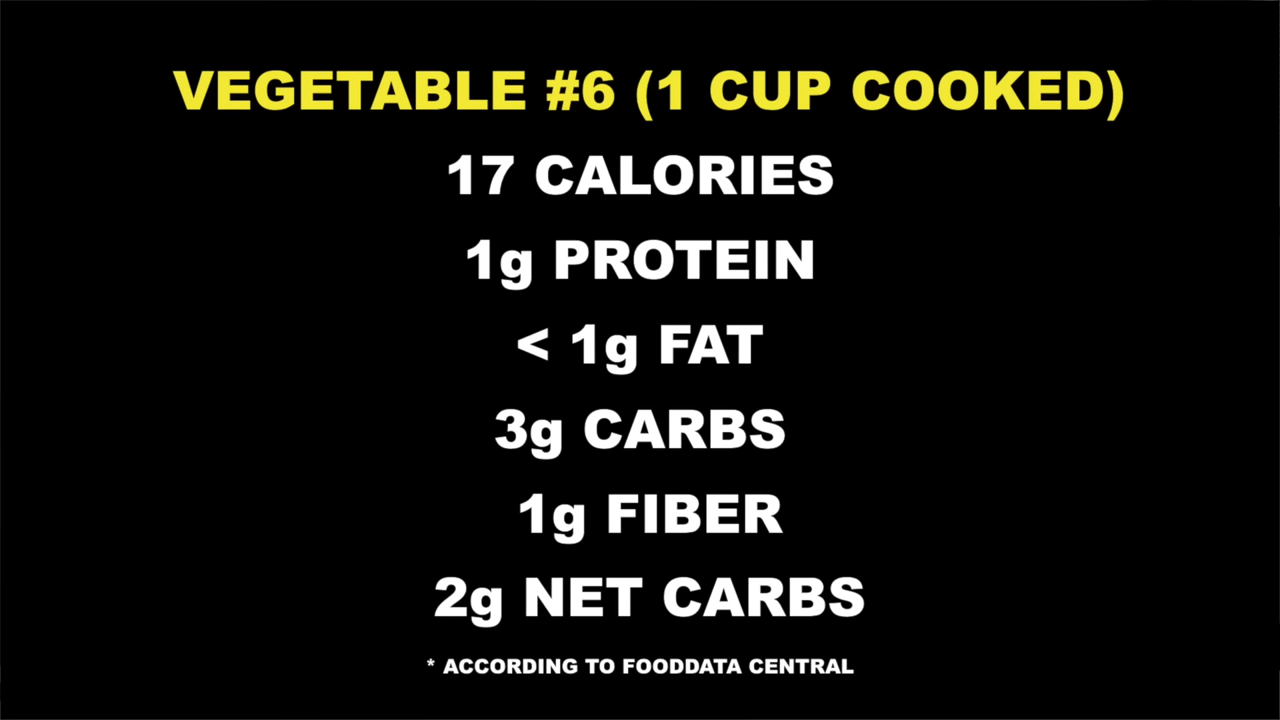 VEGETABLE #6 (1 CUP COOKED)
17 CALORIES
1g PROTEIN
< 1g FAT
3g CARBS
1g FIBER
2g NET CARBS
* ACCORDING TO FOODDATA CENTRAL